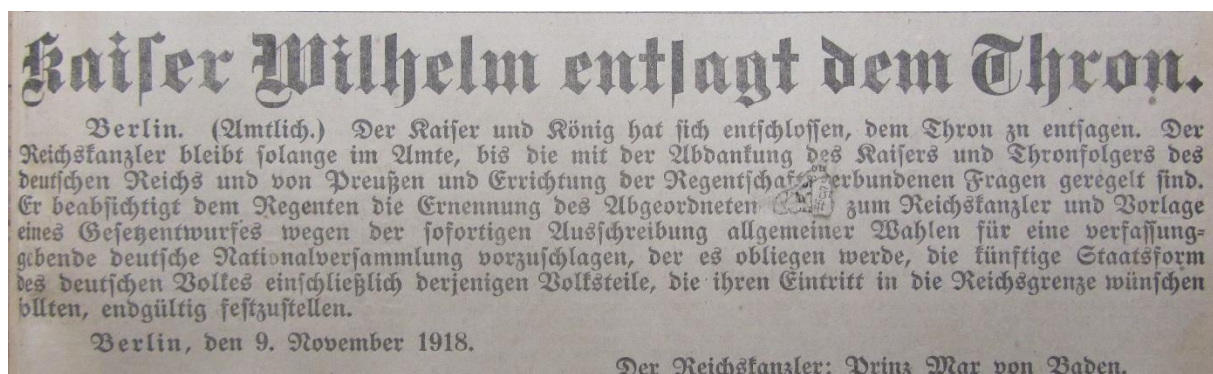 Kaiser Wilhelm entsagt dem Thron.
Berlin. (Amtlich.) Der Kaiser und König hat sich entschlossen, dem Thron zu entsagen. Der
Reichskanzler bleibt solange im Amte, bis die mit der Abdankung des Kaisers und Thronfolgers des
deutschen Reichs und von Preußen und Errichtung der Regentschaft verbundenen Fragen geregelt sind.
Er beabsichtigt dem Regenten die Ernennung des Abgeordneten zum Reichskanzler und Vorlage
eines Gesetzentwurfes wegen der sofortigen Ausschreibung allgemeiner Wahlen für eine verfassung-
gebende deutsche Nationalversammlung vorzuschlagen, der es obliegen werde, die künftige Staatsform
des deutschen Volkes einschließlich derjenigen Volksteile, die ihren Eintritt in die Reichsgrenze wünschen
ollten, endgültig festzustellen.
Berlin, den 9. November 1918.
Der Reichskanzler: Prinz Max von Baden.